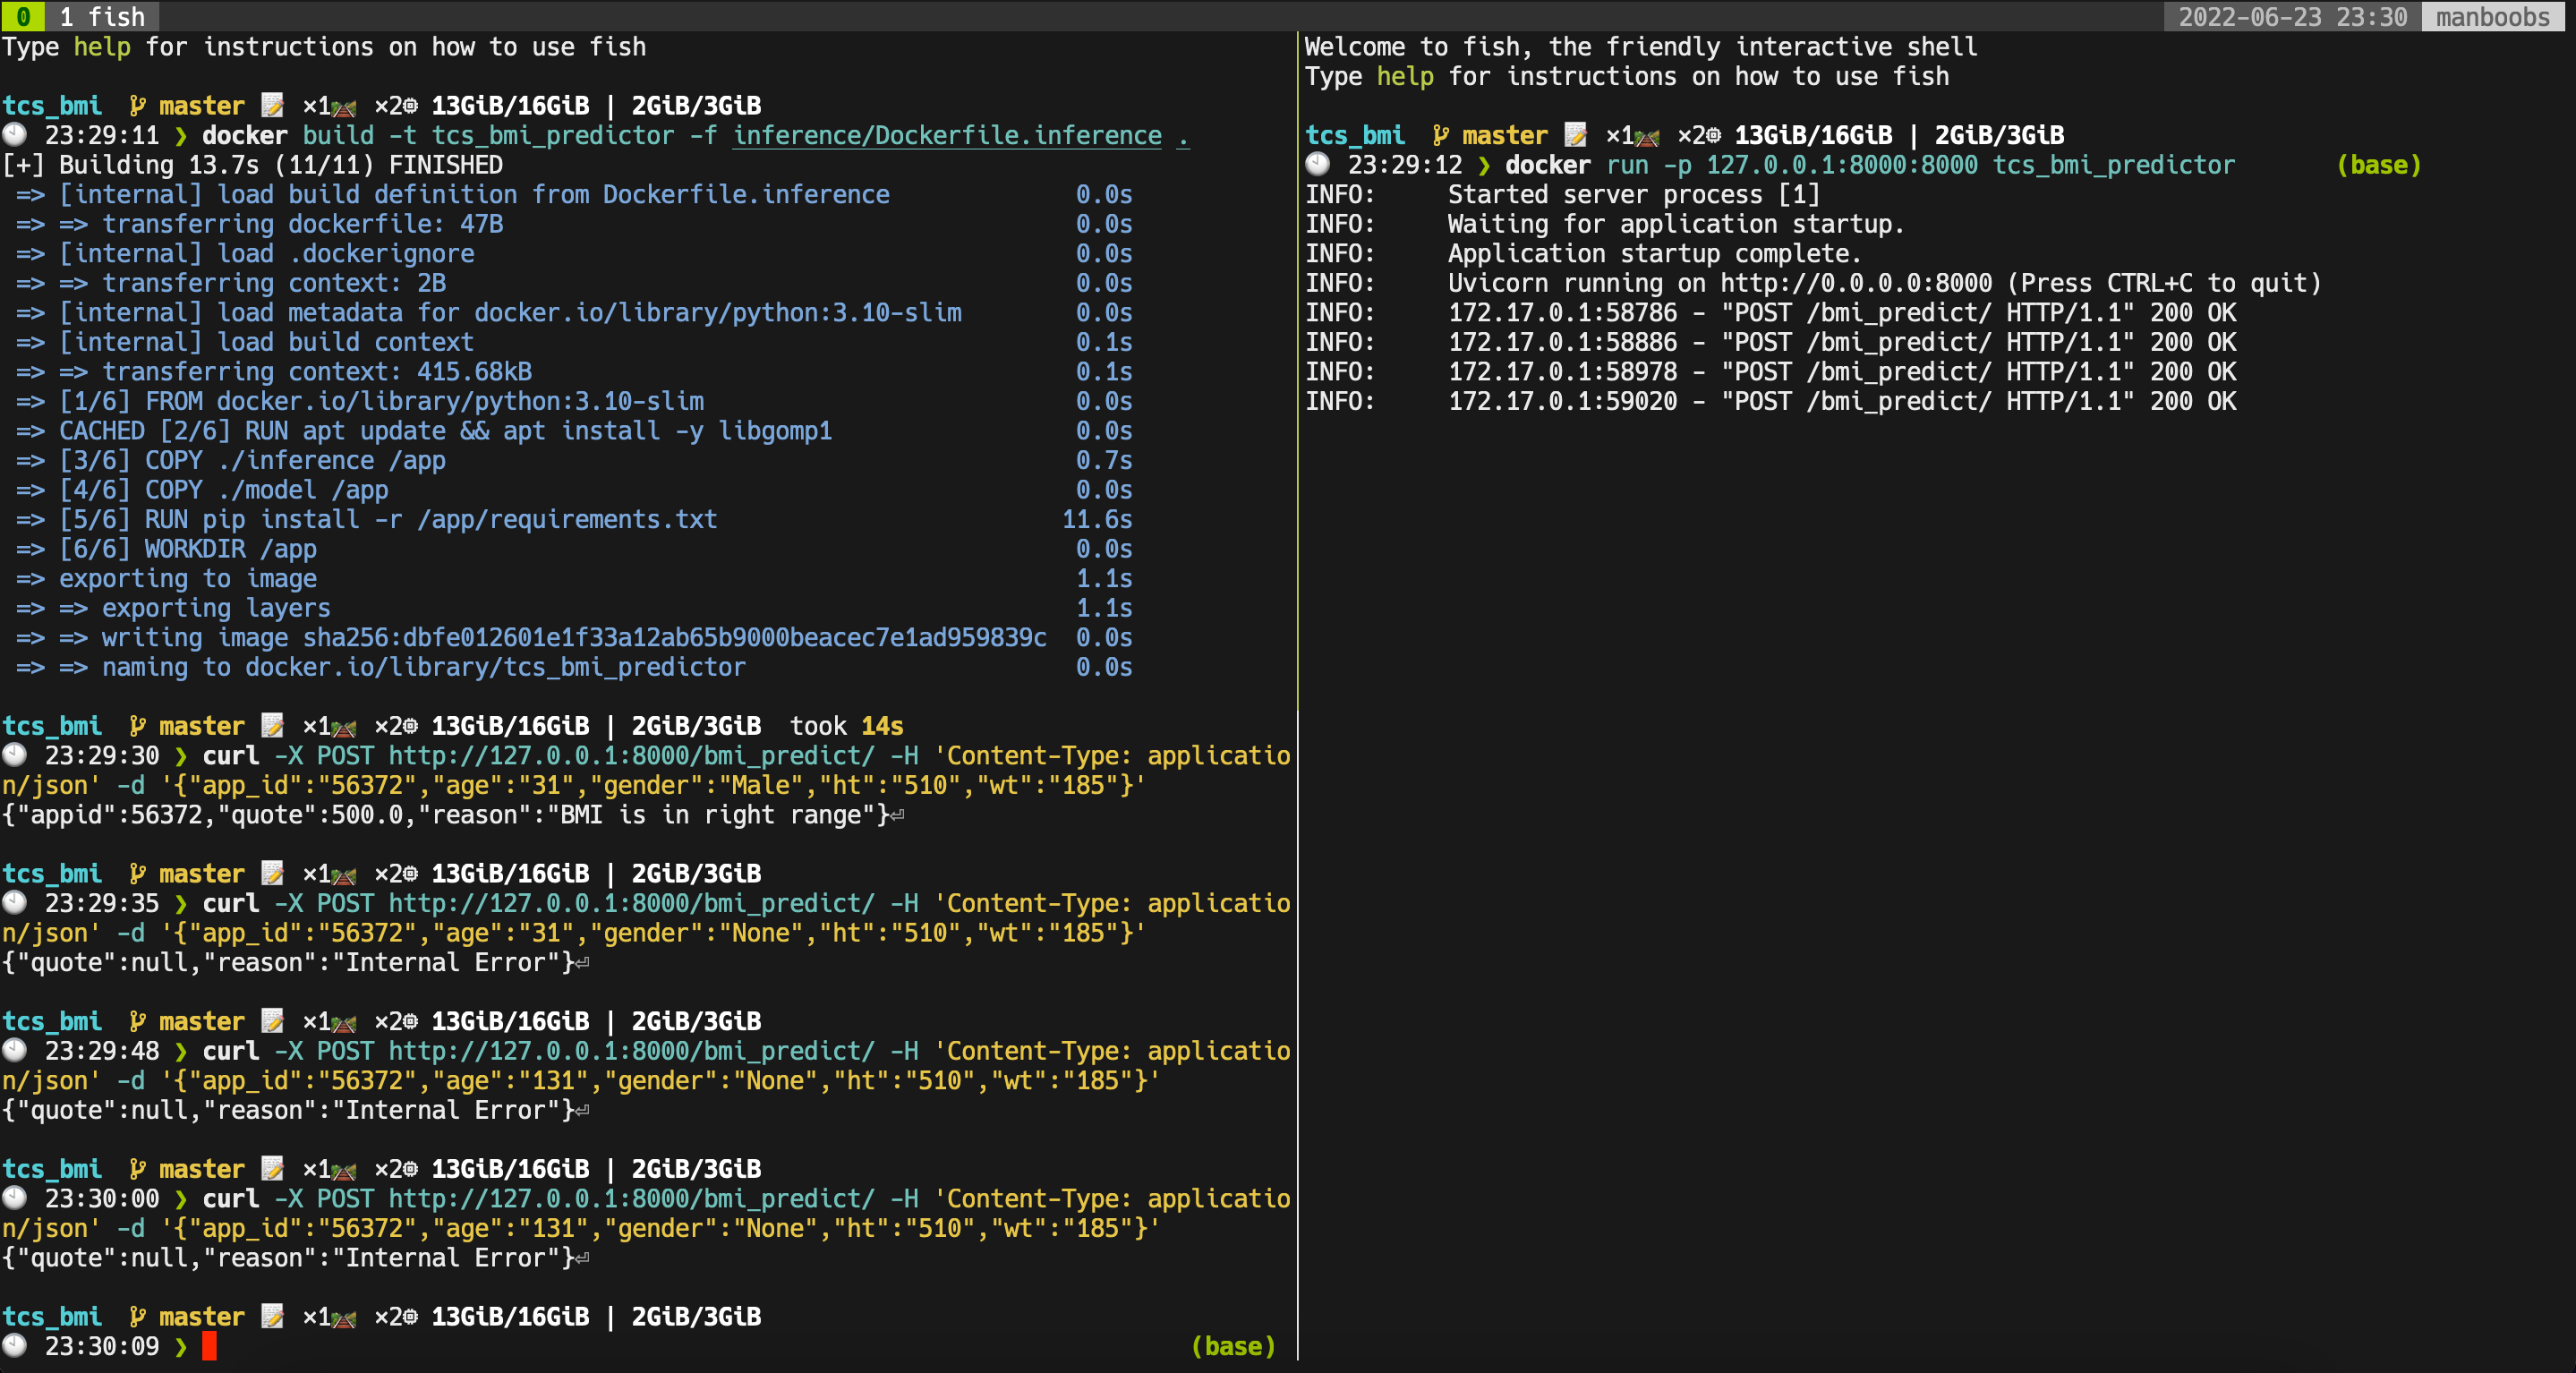 0 1 fish 2022-06-23 23:30 manboobs
Type help for instructions on how to use fish
tcs_bmi master ×1 ×2 13GiB/16GiB | 2GiB/3GiB
23:29:11 ❯ docker build -t tcs_bmi_predictor -f inference/Dockerfile.inference .
[+] Building 13.7s (11/11) FINISHED
=> [internal] load build definition from Dockerfile.inference 0.0s
=> => transferring dockerfile: 47B 0.0s
=> [internal] load .dockerignore 0.0s
=> => transferring context: 2B 0.0s
=> [internal] load metadata for docker.io/library/python:3.10-slim 0.0s
=> [internal] load build context 0.1s
=> => transferring context: 415.68kB 0.1s
=> [1/6] FROM docker.io/library/python:3.10-slim 0.0s
=> CACHED [2/6] RUN apt update && apt install -y libgomp1 0.0s
=> [3/6] COPY ./inference /app 0.7s
=> [4/6] COPY ./model /app 0.0s
=> [5/6] RUN pip install -r /app/requirements.txt 11.6s
=> [6/6] WORKDIR /app 0.0s
=> exporting to image 1.1s
=> => exporting layers 1.1s
=> => writing image sha256:dbfe012601e1f33a12ab65b9000beacec7e1ad959839c 0.0s
=> => naming to docker.io/library/tcs_bmi_predictor 0.0s
tcs_bmi master ×1 ×2 13GiB/16GiB | 2GiB/3GiB took 14s
23:29:30 ❯ curl -X POST http://127.0.0.1:8000/bmi_predict/ -H 'Content-Type: applicatio
n/json' -d '{"app_id":"56372","age":"31","gender":"Male","ht":"510","wt":"185"}'
{"appid":56372,"quote":500.0,"reason":"BMI is in right range"}⏎
tcs_bmi master ×1 ×2 13GiB/16GiB | 2GiB/3GiB
23:29:35 ❯ curl -X POST http://127.0.0.1:8000/bmi_predict/ -H 'Content-Type: applicatio
n/json' -d '{"app_id":"56372","age":"31","gender":"None","ht":"510","wt":"185"}'
{"quote":null,"reason":"Internal Error"}⏎
tcs_bmi master ×1 ×2 13GiB/16GiB | 2GiB/3GiB
23:29:48 ❯ curl -X POST http://127.0.0.1:8000/bmi_predict/ -H 'Content-Type: applicatio
n/json' -d '{"app_id":"56372","age":"131","gender":"None","ht":"510","wt":"185"}'
{"quote":null,"reason":"Internal Error"}⏎
tcs_bmi master ×1 ×2 13GiB/16GiB | 2GiB/3GiB
23:30:00 ❯ curl -X POST http://127.0.0.1:8000/bmi_predict/ -H 'Content-Type: applicatio
n/json' -d '{"app_id":"56372","age":"131","gender":"None","ht":"510","wt":"185"}'
{"quote":null,"reason":"Internal Error"}⏎
tcs_bmi master ×1 ×2 13GiB/16GiB | 2GiB/3GiB
23:30:09 ❯ (base)
Welcome to fish, the friendly interactive shell
Type help for instructions on how to use fish
tcs_bmi master ×1 ×2 13GiB/16GiB | 2GiB/3GiB
23:29:12 ❯ docker run -p 127.0.0.1:8000:8000 tcs_bmi_predictor (base)
INFO: Started server process [1]
INFO: Waiting for application startup.
INFO: Application startup complete.
INFO: Uvicorn running on http://0.0.0.0:8000 (Press CTRL+C to quit)
INFO: 172.17.0.1:58786 - "POST /bmi_predict/ HTTP/1.1" 200 OK
INFO: 172.17.0.1:58886 - "POST /bmi_predict/ HTTP/1.1" 200 OK
INFO: 172.17.0.1:58978 - "POST /bmi_predict/ HTTP/1.1" 200 OK
INFO: 172.17.0.1:59020 - "POST /bmi_predict/ HTTP/1.1" 200 OK